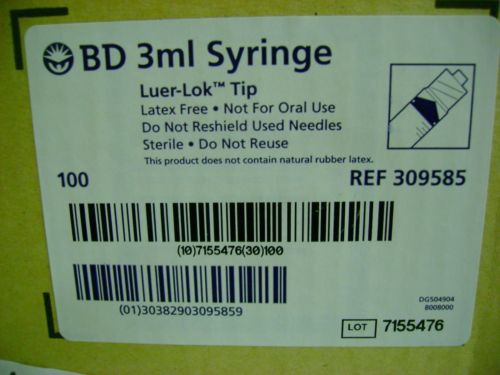 BD 3ml Syringe
Luer-Lok™ Tip
Latex Free • Not For Oral Use
Do Not Reshield Used Needles
Sterile • Do Not Reuse
This product does not contain natural rubber latex.
100 REF 309585
(10)7155476(30)100
(01)30382903095859
DG504904
8008000
LOT 7155476